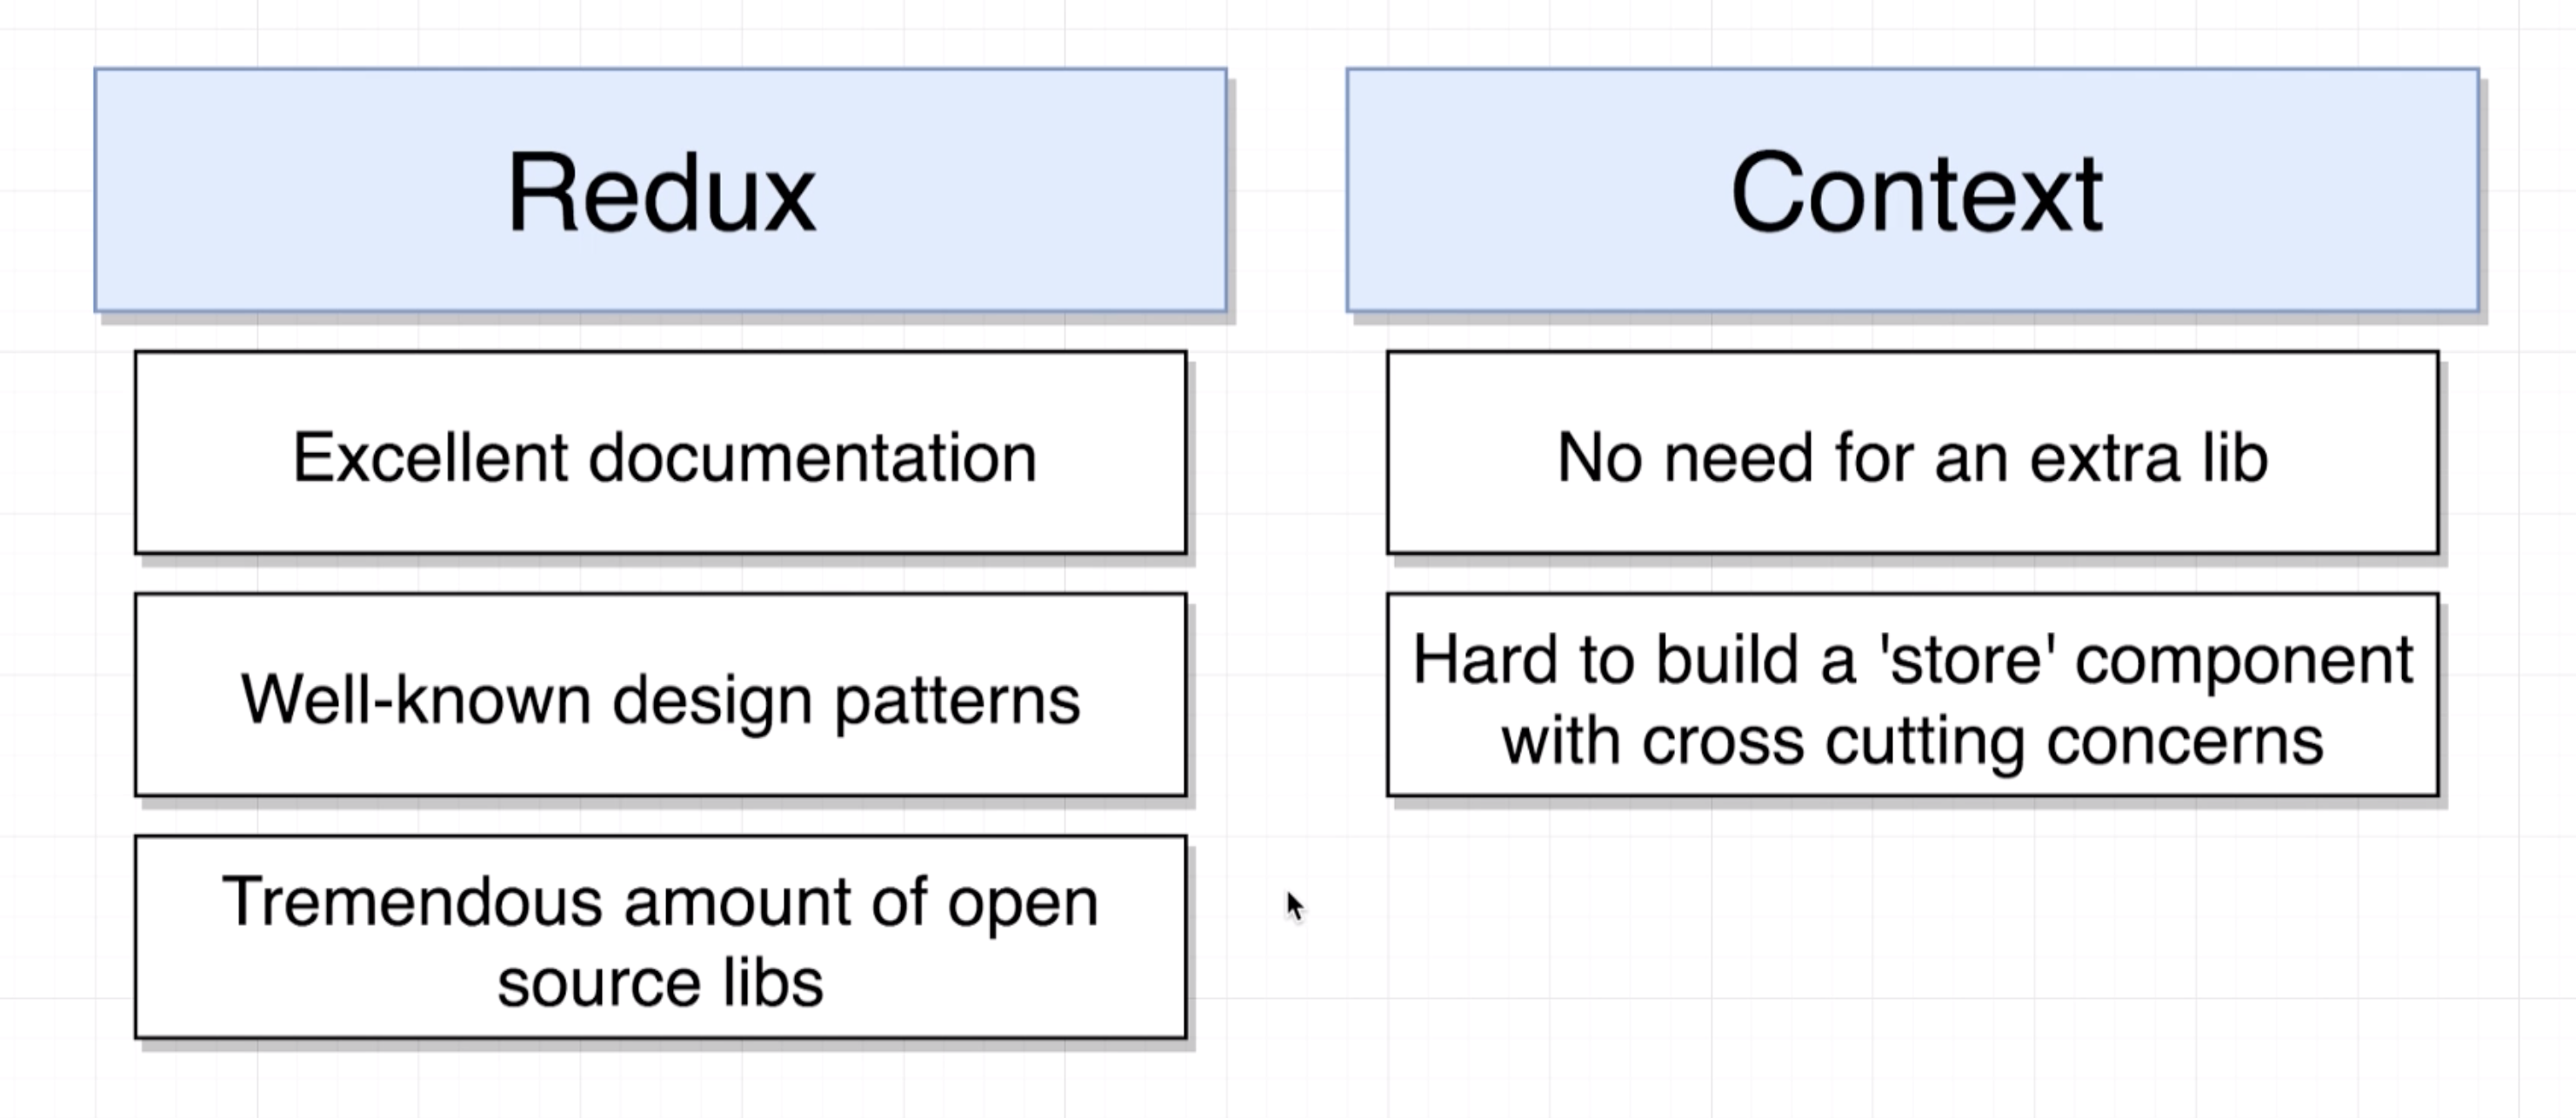 Redux
Excellent documentation
Well-known design patterns
Tremendous amount of open
source libs
Context
No need for an extra lib
Hard to build a 'store' component
with cross cutting concerns